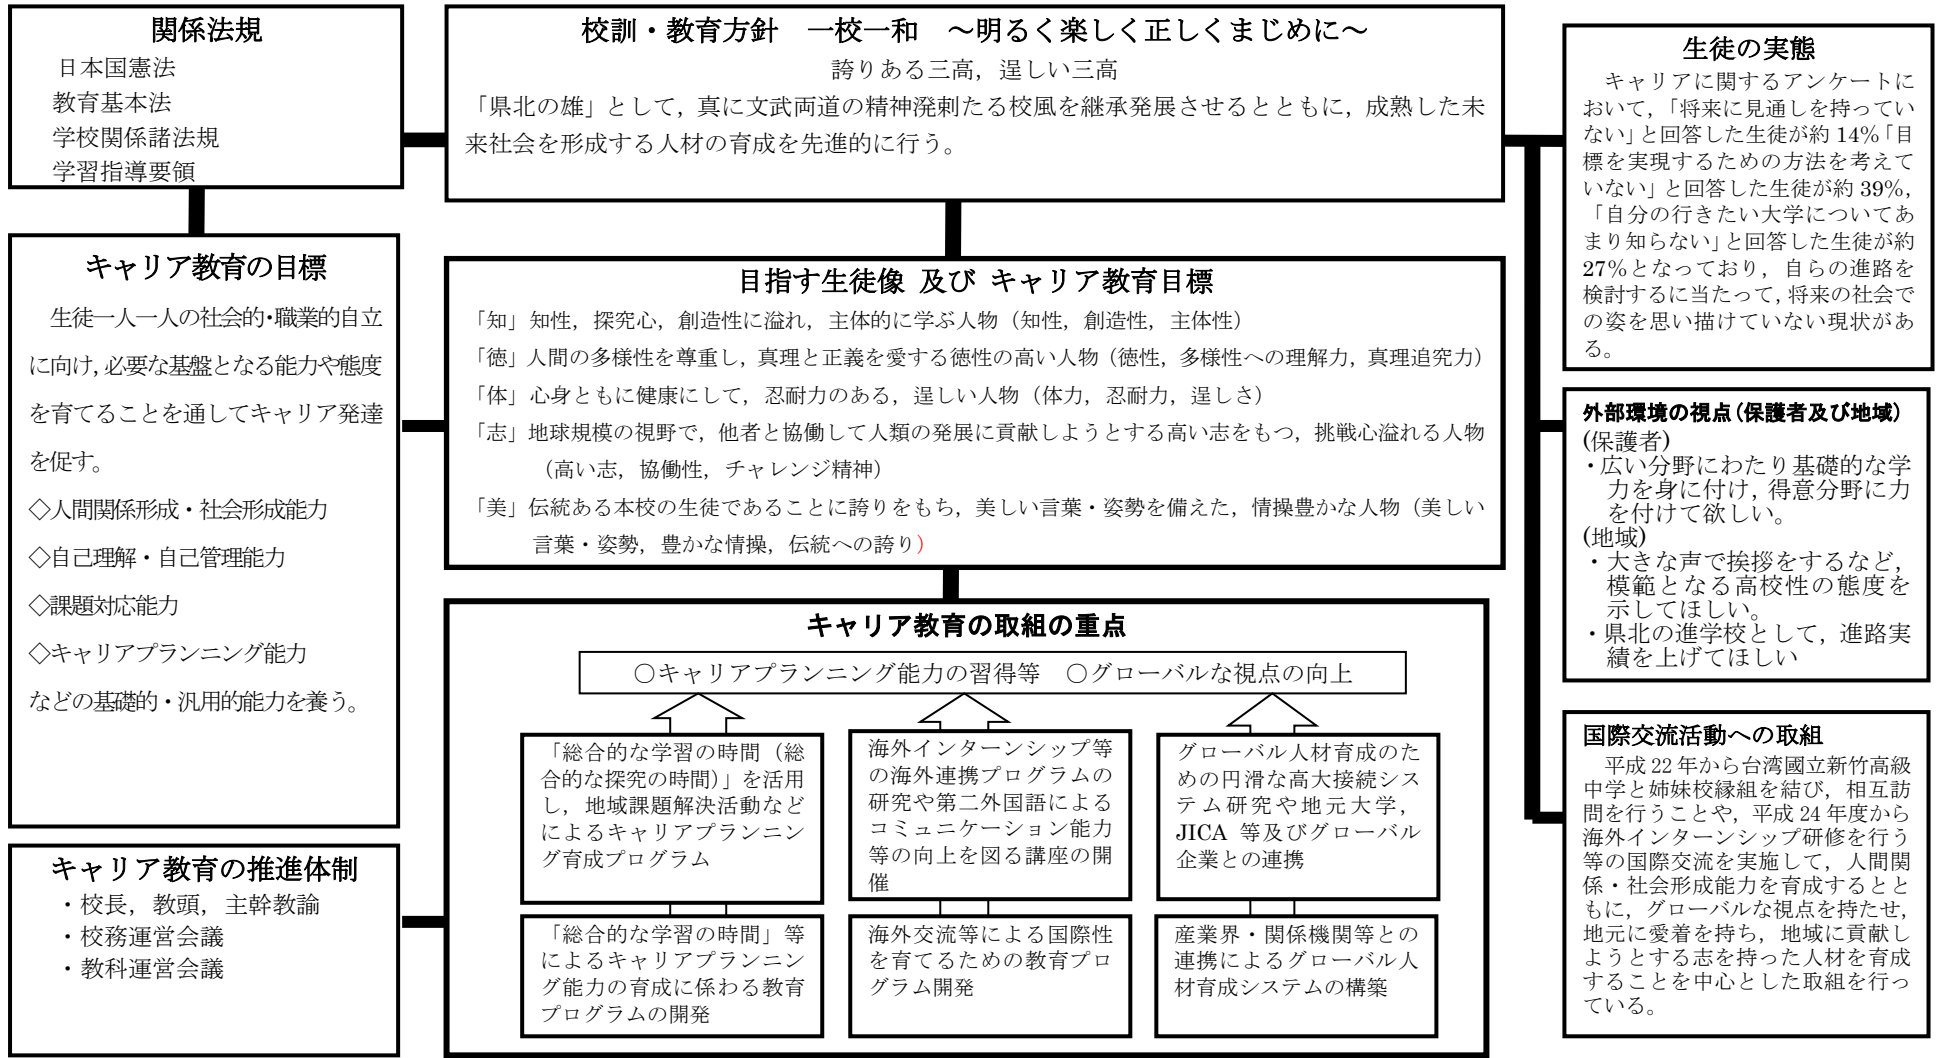 関係法規
日本国憲法
教育基本法
学校関係諸法規
学習指導要領
校訓・教育方針　一校一和　～明るく楽しく正しくまじめに～
誇りある三高，逞しい三高
「県北の雄」として，真に文武両道の精神溌剌たる校風を継承発展させるとともに，成熟した未
来社会を形成する人材の育成を先進的に行う。
生徒の実態
キャリアに関するアンケートに
おいて，「将来に見通しを持ってい
ない」と回答した生徒が約 14%「目
標を実現するための方法を考えて
いない」と回答した生徒が約 39%，
「自分の行きたい大学についてあ
まり知らない」と回答した生徒が約
27%となっており，自らの進路を
検討するに当たって，将来の社会で
の姿を思い描けていない現状があ
る。
キャリア教育の目標
生徒一人一人の社会的・職業的自立
に向け，必要な基盤となる能力や態度
を育てることを通してキャリア発達
を促す。
◇人間関係形成・社会形成能力
◇自己理解・自己管理能力
◇課題対応能力
◇キャリアプランニング能力
などの基礎的・汎用的能力を養う。
目指す生徒像 及び キャリア教育目標
「知」知性，探究心，創造性に溢れ，主体的に学ぶ人物（知性，創造性，主体性）
「徳」人間の多様性を尊重し，真理と正義を愛する徳性の高い人物（徳性，多様性への理解力，真理追究力）
「体」心身ともに健康にして，忍耐力のある，逞しい人物（体力，忍耐力，逞しさ）
「志」地球規模の視野で，他者と協働して人類の発展に貢献しようとする高い志をもつ，挑戦心溢れる人物
（高い志，協働性，チャレンジ精神）
「美」伝統ある本校の生徒であることに誇りをもち，美しい言葉・姿勢を備えた，情操豊かな人物（美しい
言葉・姿勢，豊かな情操，伝統への誇り）
外部環境の視点（保護者及び地域）
(保護者)
・広い分野にわたり基礎的な学
力を身に付け，得意分野に力
を付けて欲しい。
(地域)
・大きな声で挨拶をするなど，
模範となる高校性の態度を
示してほしい。
・県北の進学校として，進路実
績を上げてほしい
キャリア教育の取組の重点
○キャリアプランニング能力の習得等　○グローバルな視点の向上
「総合的な学習の時間（総
合的な探究の時間）」を活用
し，地域課題解決活動など
によるキャリアプランニン
グ育成プログラム
海外インターンシップ等
の海外連携プログラムの
研究や第二外国語による
コミュニケーション能力
等の向上を図る講座の開
催
グローバル人材育成のた
めの円滑な高大接続シス
テム研究や地元大学，
JICA 等及びグローバル
企業との連携
「総合的な学習の時間」等
によるキャリアプランニン
グ能力の育成に係わる教育
プログラムの開発
海外交流等による国際性
を育てるための教育プロ
グラム開発
産業界・関係機関等との
連携によるグローバル人
材育成システムの構築
キャリア教育の推進体制
・校長，教頭，主幹教諭
・校務運営会議
・教科運営会議
国際交流活動への取組
平成 22 年から台湾國立新竹高級
中学と姉妹校縁組を結び，相互訪
問を行うことや，平成 24 年度から
海外インターンシップ研修を行う
等の国際交流を実施して，人間関
係・社会形成能力を育成するとと
もに，グローバルな視点を持たせ，
地元に愛着を持ち，地域に貢献し
ようとする志を持った人材を育成
することを中心とした取組を行っ
ている。